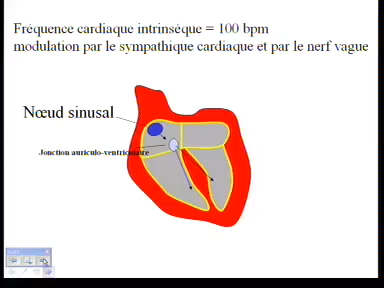 Fréquence cardiaque intrinsèque = 100 bpm
modulation par le sympathique cardiaque et par le nerf vague
Nœud sinusal
Jonction auriculo-ventriculaire